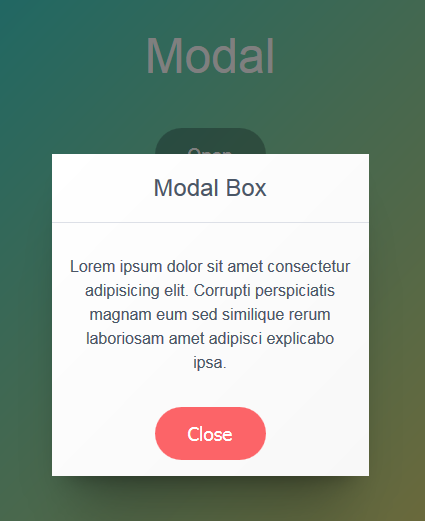 Modal
Open
Modal Box
Lorem ipsum dolor sit amet consectetur
adipisicing elit. Corrupti perspiciatis
magnam eum sed similique rerum
laboriosam amet adipisci explicabo
ipsa.
Close